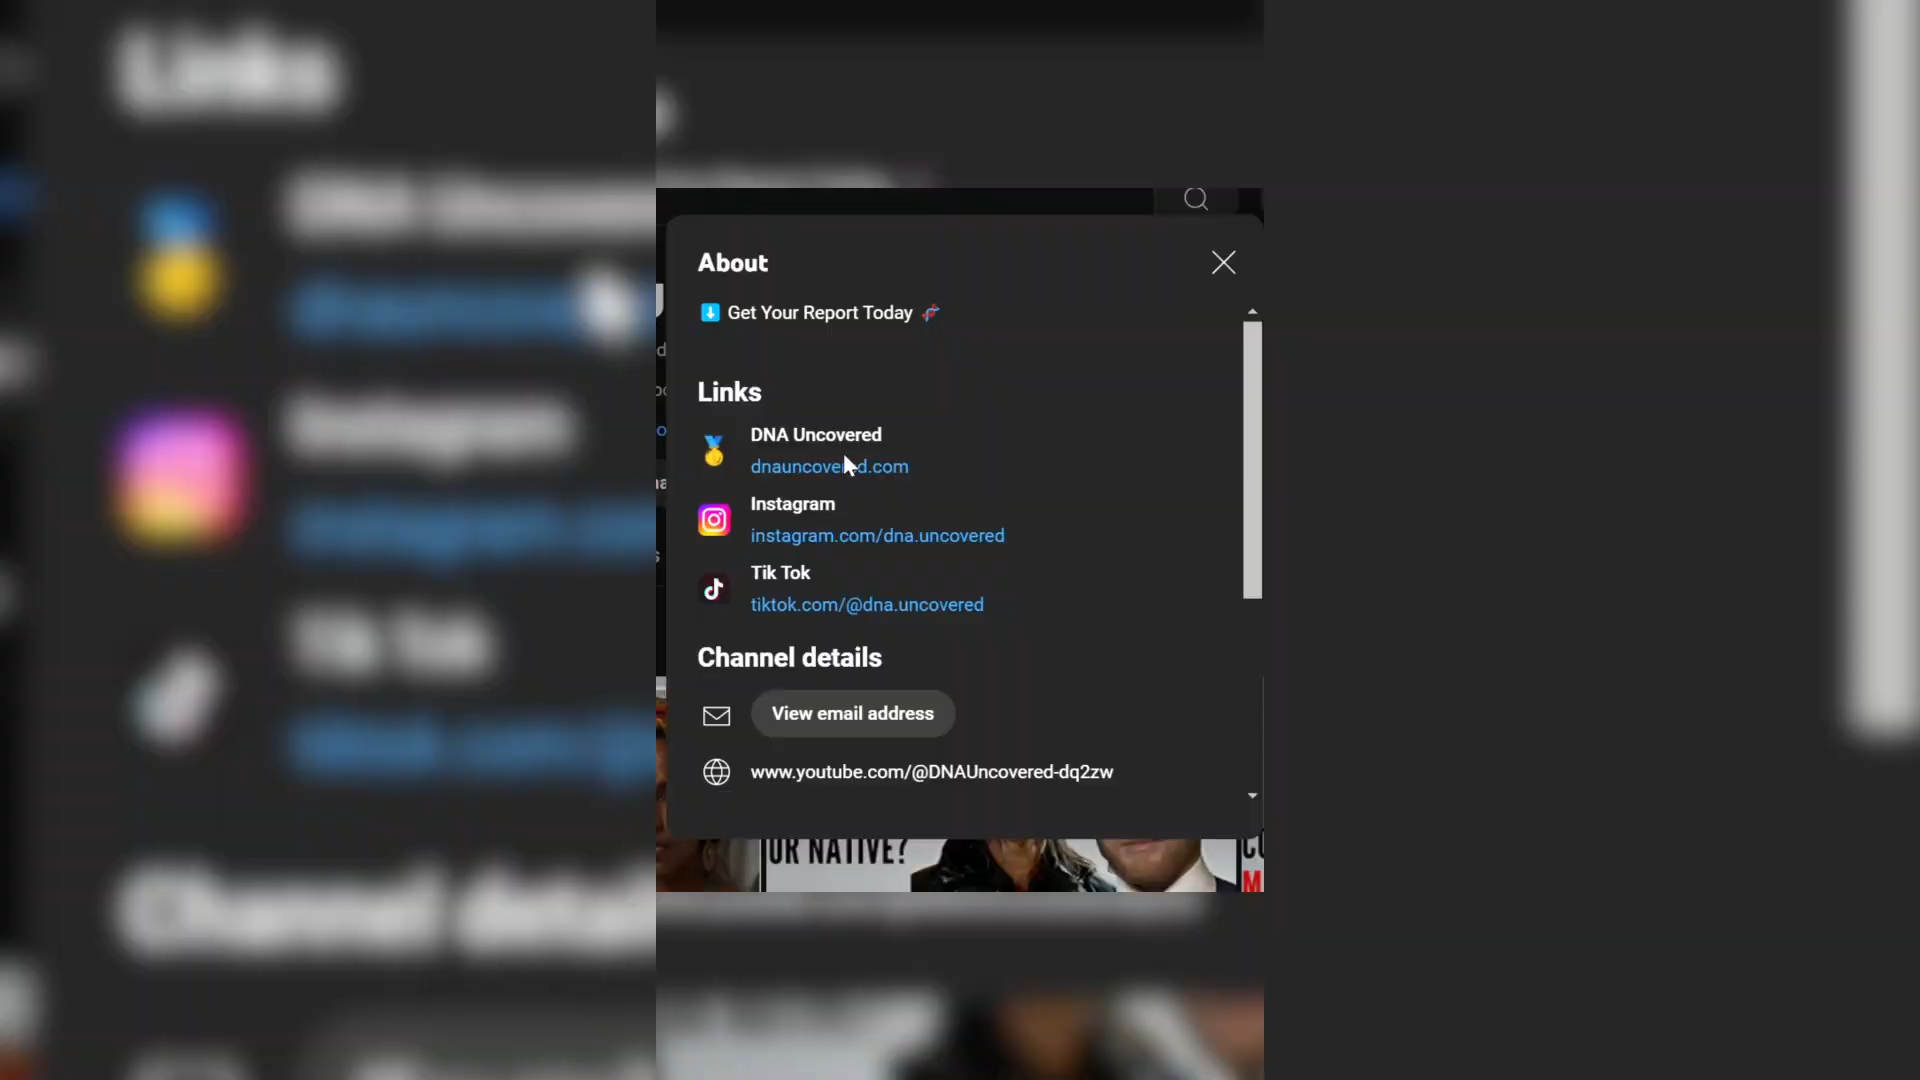 About
Get Your Report Today
Links
DNA Uncovered
dnauncovered.com
Instagram
instagram.com/dna.uncovered
Tik Tok
tiktok.com/@dna.uncovered
Channel details
View email address
www.youtube.com/@DNAUncovered-dq2zw
OR NATIVE?